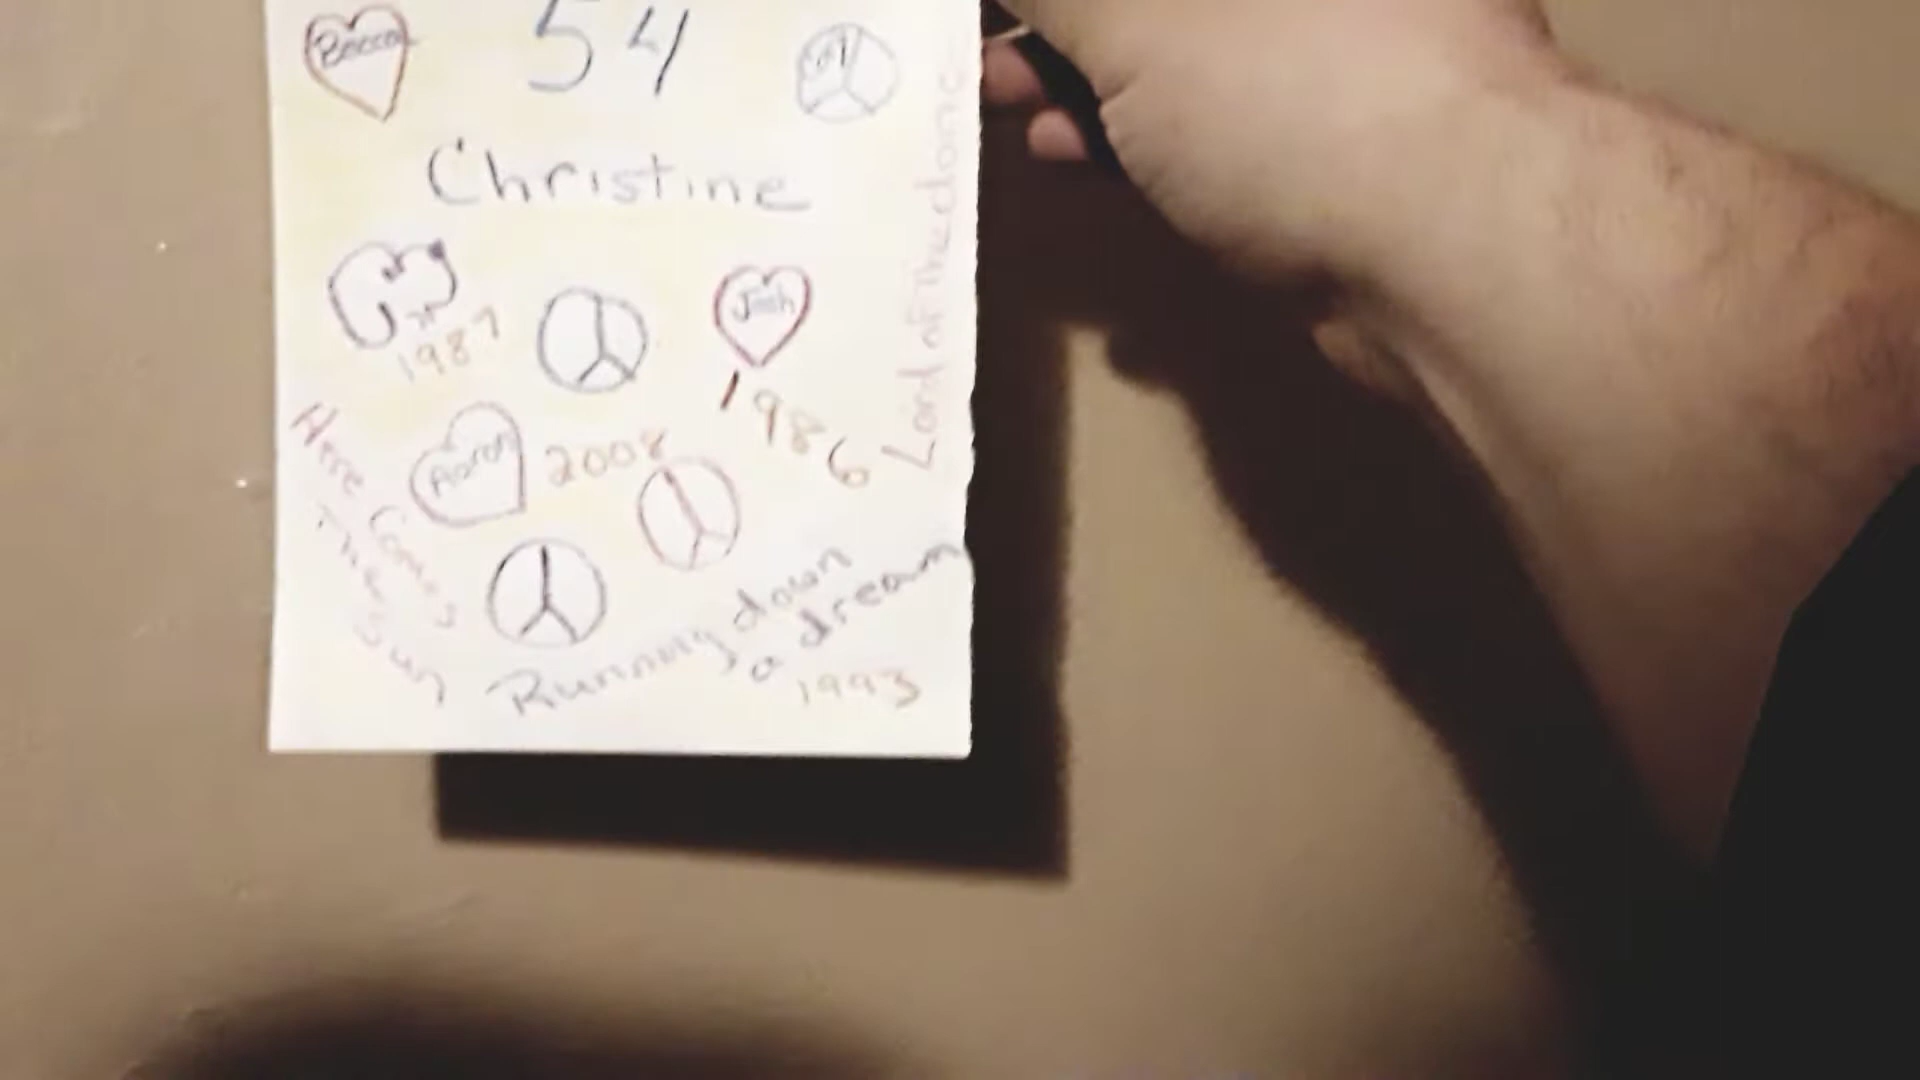 Becca
54
Christine
1987
Josh
1986
Lord of The dance
Aaron
2008
Here Comes
The Sun
Running down
a dream
1993